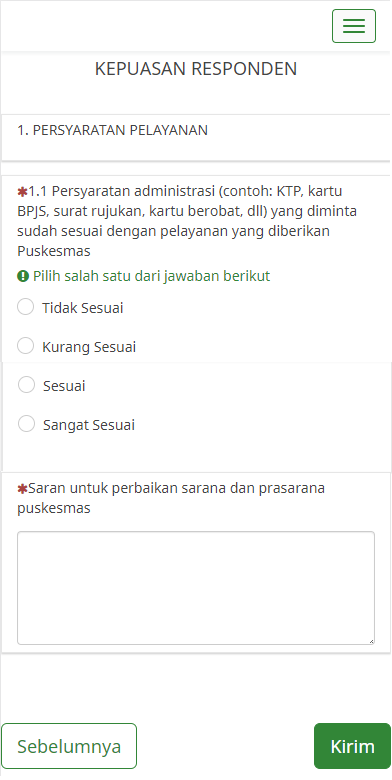 KEPUASAN RESPONDEN
1. PERSYARATAN PELAYANAN
✱1.1 Persyaratan administrasi (contoh: KTP, kartu
BPJS, surat rujukan, kartu berobat, dll) yang diminta
sudah sesuai dengan pelayanan yang diberikan
Puskesmas
Pilih salah satu dari jawaban berikut
Tidak Sesuai
Kurang Sesuai
Sesuai
Sangat Sesuai
✱Saran untuk perbaikan sarana dan prasarana
puskesmas
Sebelumnya
Kirim